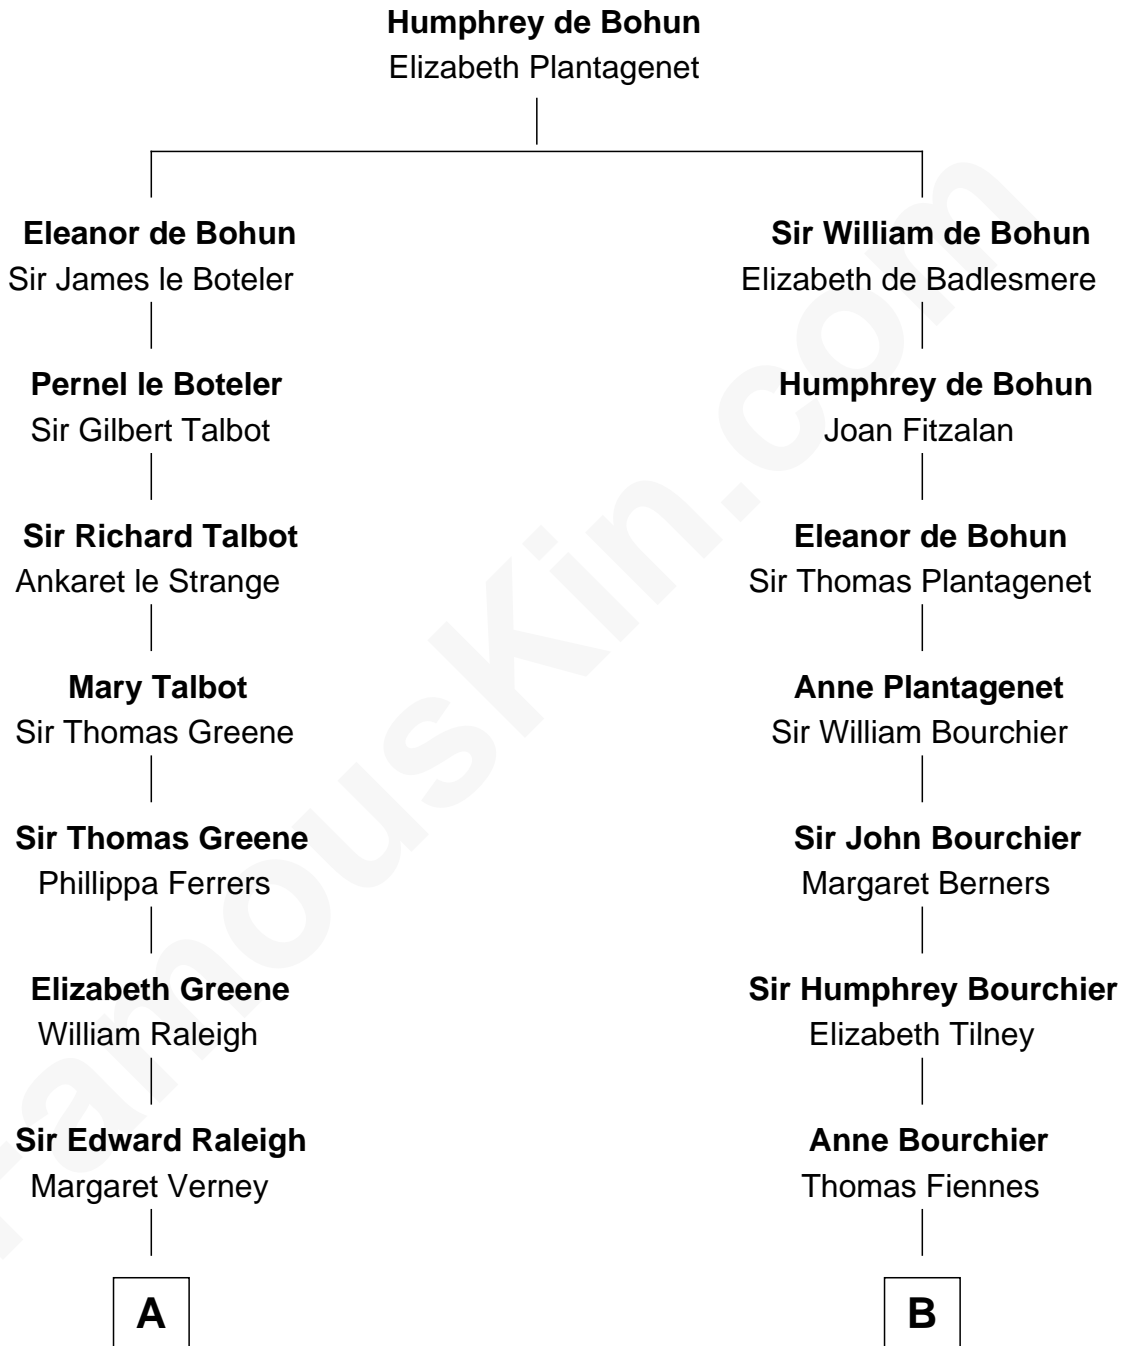 Humphrey de Bohun
Elizabeth Plantagenet
Eleanor de Bohun
Sir James le Boteler
Pernel le Boteler
Sir Gilbert Talbot
Sir Richard Talbot
Ankaret le Strange
Mary Talbot
Sir Thomas Greene
Sir Thomas Greene
Phillippa Ferrers
Elizabeth Greene
William Raleigh
Sir Edward Raleigh
Margaret Verney
A
Sir William de Bohun
Elizabeth de Badlesmere
Humphrey de Bohun
Joan Fitzalan
Eleanor de Bohun
Sir Thomas Plantagenet
Anne Plantagenet
Sir William Bourchier
Sir John Bourchier
Margaret Berners
Sir Humphrey Bourchier
Elizabeth Tilney
Anne Bourchier
Thomas Fiennes
B
FamousKin.com